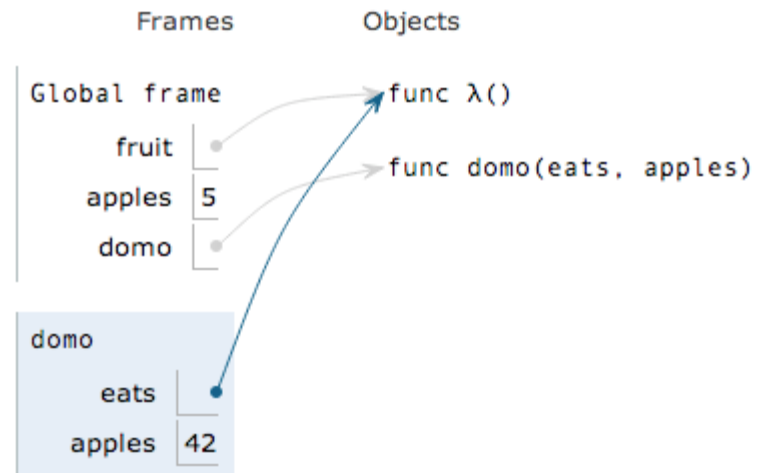 Frames Objects
Global frame func λ()
fruit
func domo(eats, apples)
apples 5
domo
domo
eats
apples 42